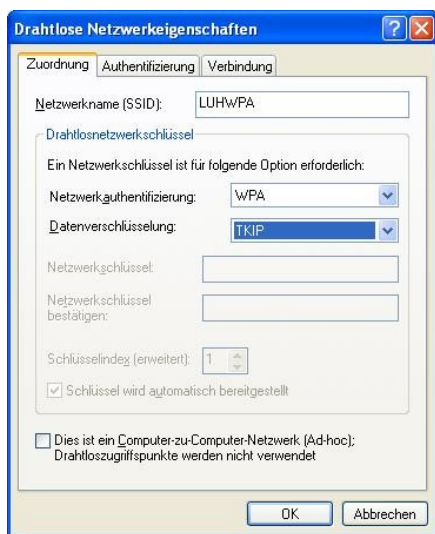 Drahtlose Netzwerkeigenschaften
Zuordnung Authentifizierung Verbindung
Netzwerkname (SSID): LUHWPA
Drahtlosnetzwerkschlüssel
Ein Netzwerkschlüssel ist für folgende Option erforderlich:
Netzwerkauthentifizierung: WPA
Datenverschlüsselung: TKIP
Netzwerkschlüssel:
Netzwerkschlüssel
bestätigen:
Schlüsselindex (erweitert): 1
Schlüssel wird automatisch bereitgestellt
Dies ist ein Computer-zu-Computer-Netzwerk (Ad-hoc);
Drahtloszugriffspunkte werden nicht verwendet
OK Abbrechen